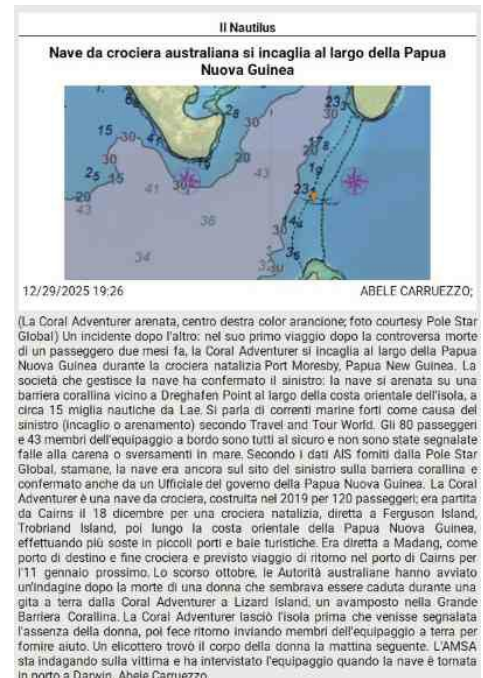 Il Nautilus
Nave da crociera australiana si incaglia al largo della Papua
Nuova Guinea
12/29/2025 19:26
ABELE CARRUEZZO;
(La Coral Adventurer arenata, centro destra color arancione; foto courtesy Pole Star
Global) Un incidente dopo l'altro: nel suo primo viaggio dopo la controversa morte
di un passeggero due mesi fa, la Coral Adventurer si incaglia al largo della Papua
Nuova Guinea durante la crociera natalizia Port Moresby, Papua New Guinea. La
società che gestisce la nave ha confermato il sinistro: la nave si arenata su una
barriera corallina vicino a Dreghafen Point al largo della costa orientale dell'isola, a
circa 15 miglia nautiche da Lae. Si parla di correnti marine forti come causa del
sinistro (incaglio o arenamento) secondo Travel and Tour World. Gli 80 passeggeri
e 43 membri dell'equipaggio a bordo sono tutti al sicuro e non sono state segnalate
falle alla carena o sversamenti in mare. Secondo i dati AIS forniti dalla Pole Star
Global, stamane, la nave era ancora sul sito del sinistro sulla barriera corallina e
confermato anche da un Ufficiale del governo della Papua Nuova Guinea. La Coral
Adventurer è una nave da crociera, costruita nel 2019 per 120 passeggeri; era partita
da Cairns il 18 dicembre per una crociera natalizia, diretta a Ferguson Island,
Trobriand Island, poi lungo la costa orientale della Papua Nuova Guinea,
effettuando più soste in piccoli porti e baie turistiche. Era diretta a Madang, come
porto di destino e fine crociera e previsto viaggio di ritorno nel porto di Cairns per
l'11 gennaio prossimo. Lo scorso ottobre, le Autorità australiane hanno avviato
un'indagine dopo la morte di una donna che sembrava essere caduta durante una
gita a terra dalla Coral Adventurer a Lizard Island, un avamposto nella Grande
Barriera Corallina. La Coral Adventurer lasciò l'isola prima che venisse segnalata
l'assenza della donna, poi fece ritorno inviando membri dell'equipaggio a terra per
fornire aiuto. Un elicottero trovò il corpo della donna la mattina seguente. L'AMSA
sta indagando sulla vittima e ha intervistato l'equipaggio quando la nave è tornata
in porto a Darwin. Abele Carruezzo